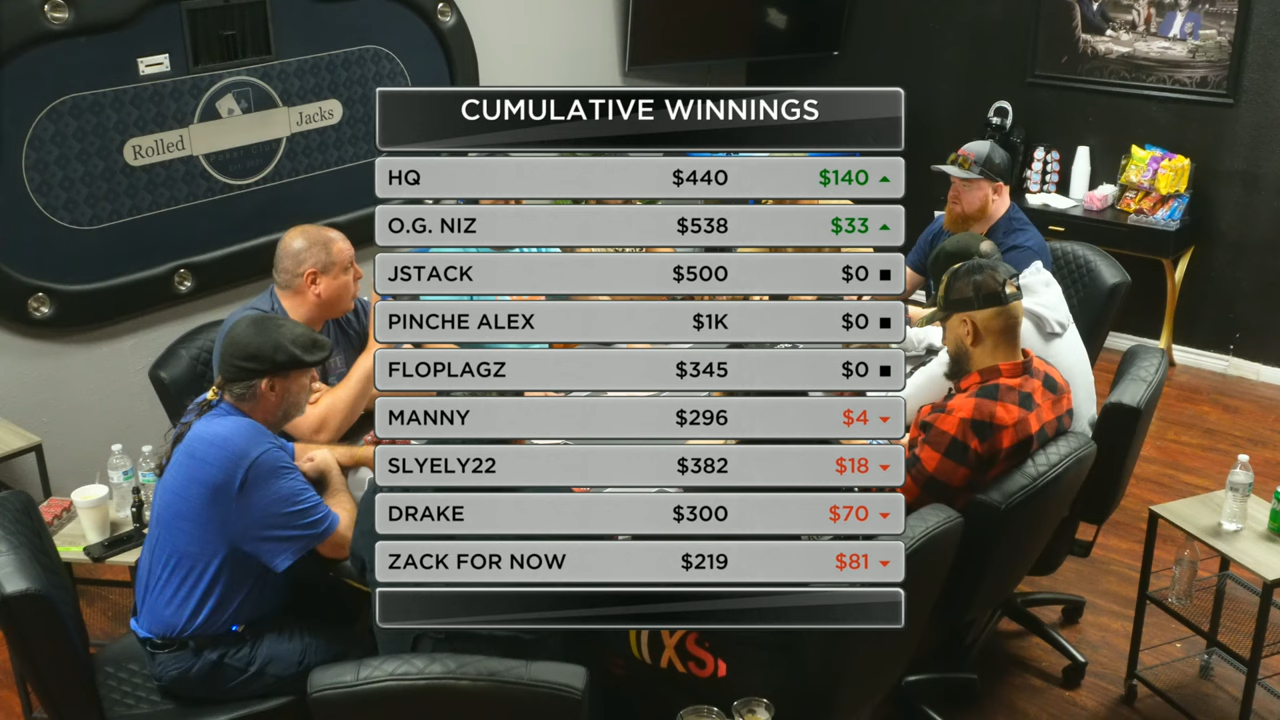 Rolled Jacks
CUMULATIVE WINNINGS
HQ $440 $140
O.G. NIZ $538 $33
JSTACK $500 $0
PINCHE ALEX $1K $0
FLOPLAGZ $345 $0
MANNY $296 $4
SLYELY22 $382 $18
DRAKE $300 $70
ZACK FOR NOW $219 $81